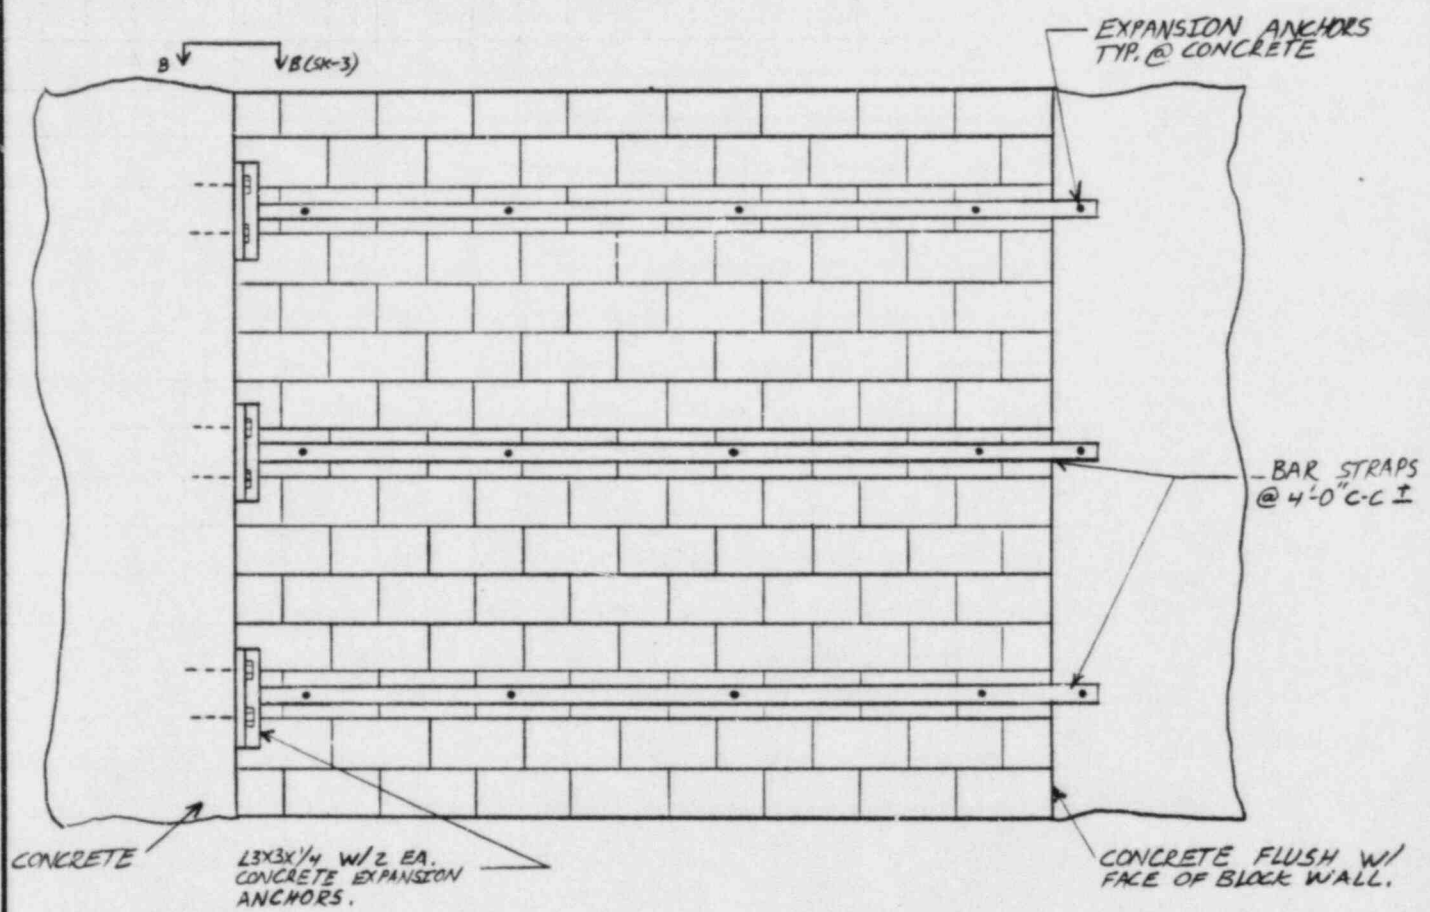 EXPANSION ANCHORS
TYP. @ CONCRETE
B B(SK-3)
BAR STRAPS
@ 4'-0" C-C ±
CONCRETE
L3X3X1/4 W/2 EA.
CONCRETE EXPANSION
ANCHORS.
CONCRETE FLUSH W/
FACE OF BLOCK WALL.